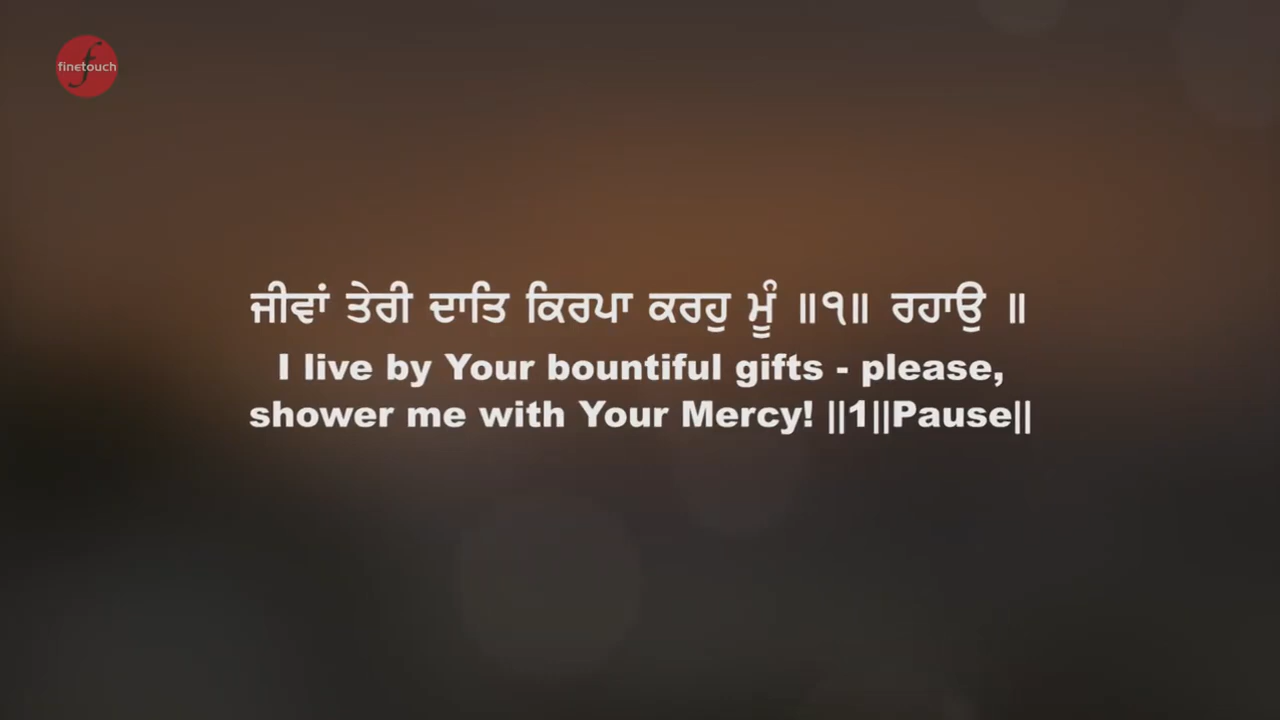 finetouch
ਜੀਵਾਂ ਤੇਰੀ ਦਾਤਿ ਕਿਰਪਾ ਕਰਹੁ ਮੂੰ ॥੧॥ ਰਹਾਉ ॥
I live by Your bountiful gifts - please,
shower me with Your Mercy! ||1||Pause||